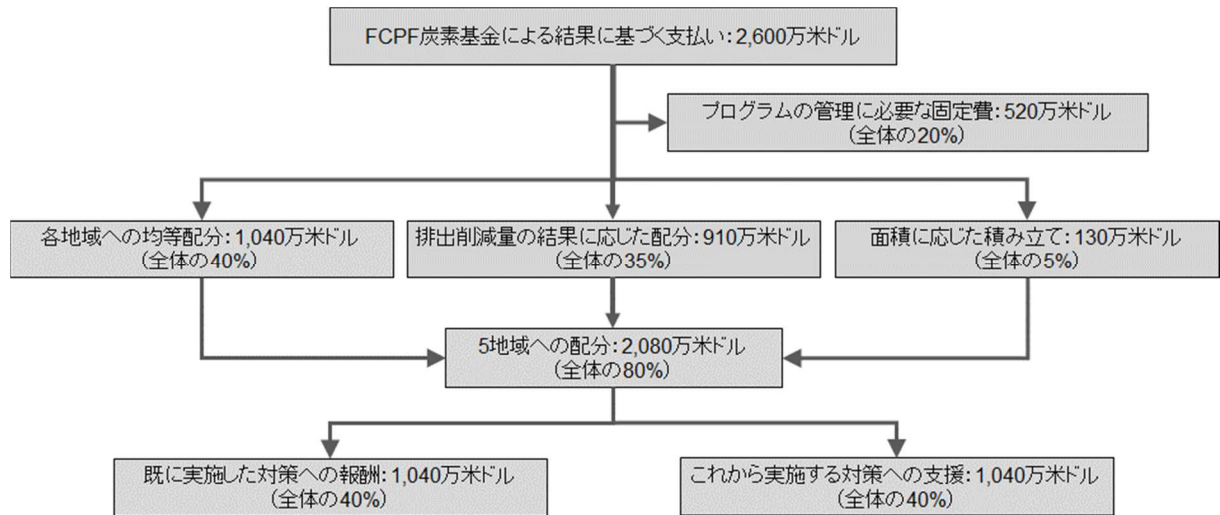 FCPF炭素基金による結果に基づく支払い：2,600万米ドル
プログラムの管理に必要な固定費：520万米ドル
（全体の20%）
各地域への均等配分：1,040万米ドル
（全体の40%）
排出削減量の結果に応じた配分：910万米ドル
（全体の35%）
面積に応じた積み立て：130万米ドル
（全体の5%）
5地域への配分：2,080万米ドル
（全体の80%）
既に実施した対策への報酬：1,040万米ドル
（全体の40%）
これから実施する対策への支援：1,040万米ドル
（全体の40%）